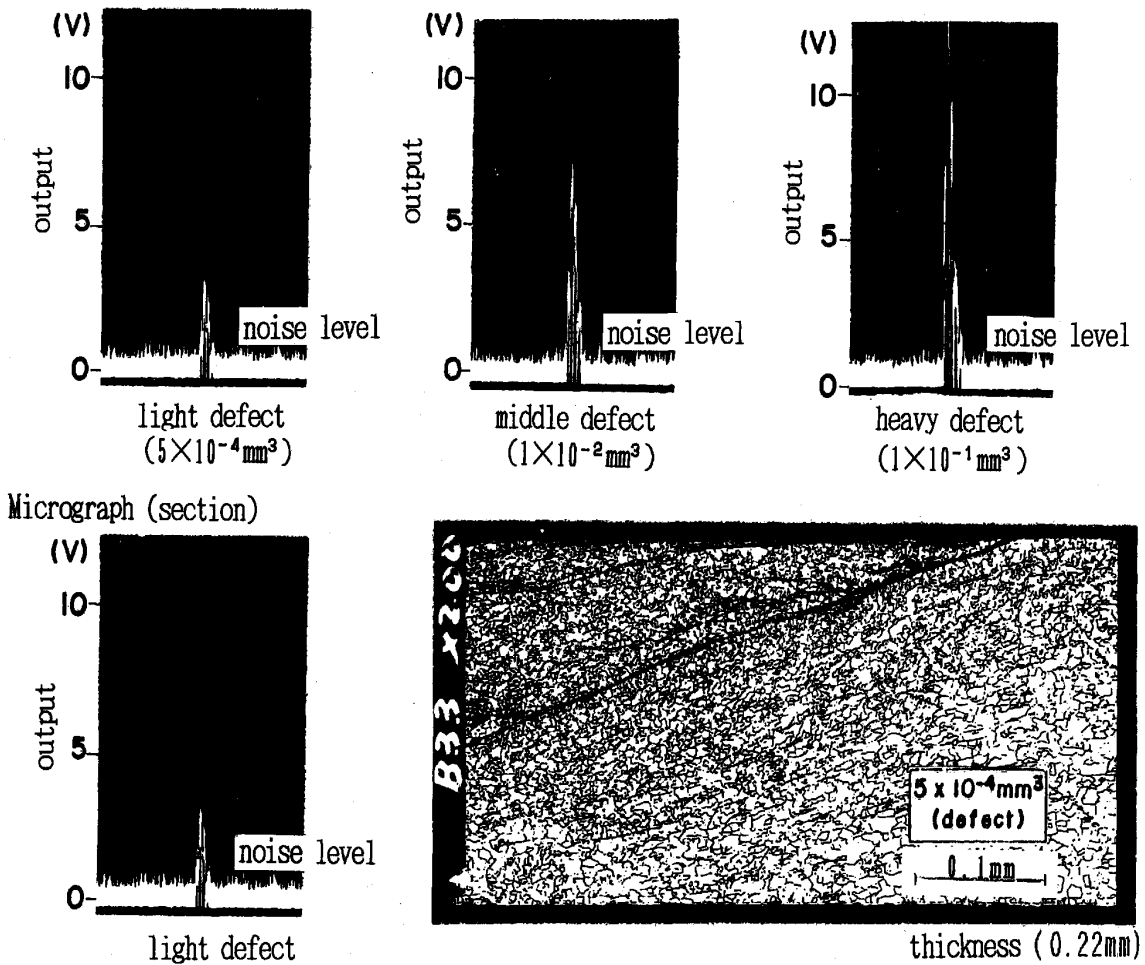 (V)
10
5
0
output
noise level
light defect
(5×10⁻⁴mm³)
(V)
10
5
0
output
noise level
middle defect
(1×10⁻²mm³)
(V)
10
5
0
output
noise level
heavy defect
(1×10⁻¹mm³)
Micrograph (section)
(V)
10
5
0
output
noise level
light defect
B33 ×200
5 x 10⁻⁴mm³
(defect)
0.1mm
thickness (0.22mm)